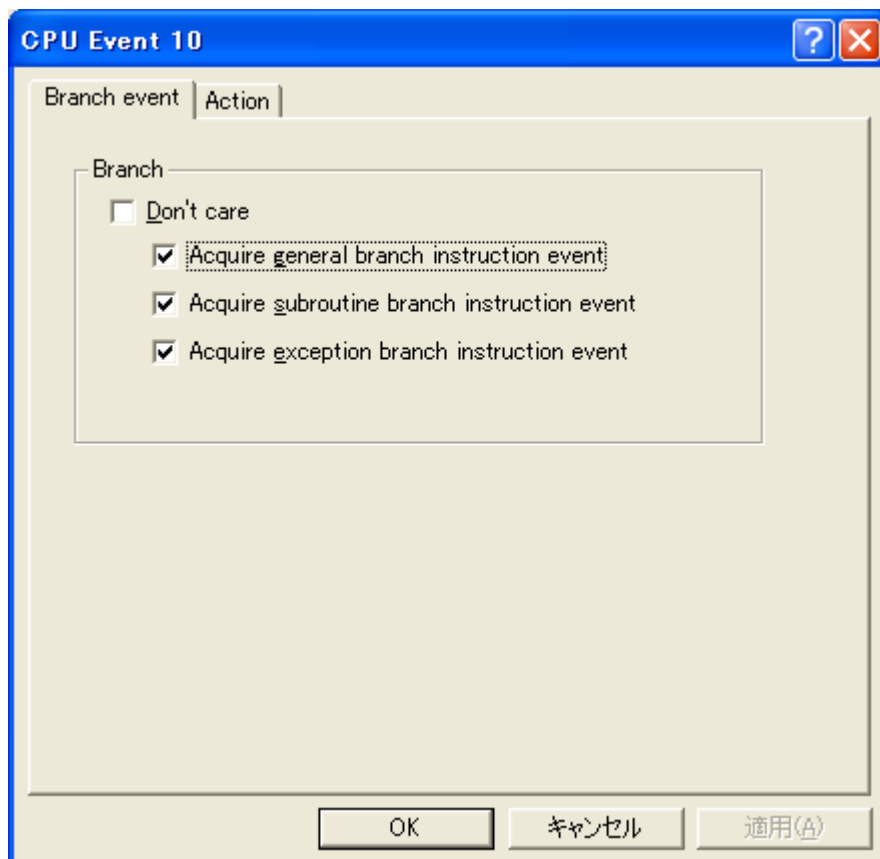 CPU Event 10
Branch event
Action
Branch
Don't care
Acquire general branch instruction event
Acquire subroutine branch instruction event
Acquire exception branch instruction event
OK
キャンセル
適用(A)